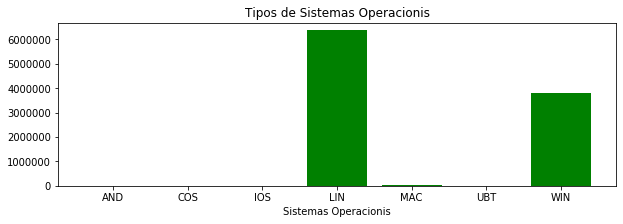 Tipos de Sistemas Operacionis
6000000
5000000
4000000
3000000
2000000
1000000
0
AND COS IOS LIN MAC UBT WIN
Sistemas Operacionis